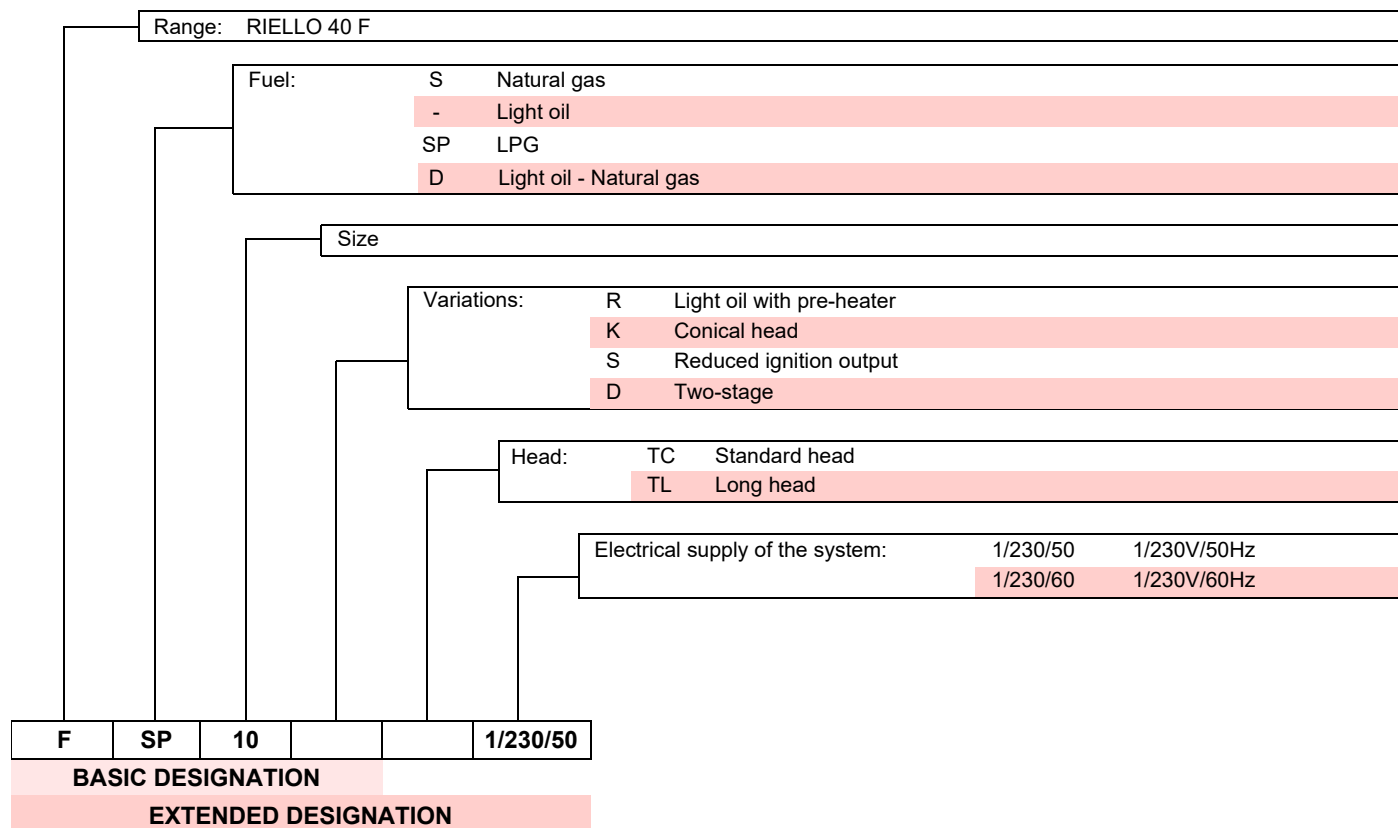 Range: RIELLO 40 F
Fuel: S Natural gas
- Light oil
SP LPG
D Light oil - Natural gas
Size
Variations: R Light oil with pre-heater
K Conical head
S Reduced ignition output
D Two-stage
Head: TC Standard head
TL Long head
Electrical supply of the system: 1/230/50 1/230V/50Hz
1/230/60 1/230V/60Hz
F SP 10 1/230/50
BASIC DESIGNATION
EXTENDED DESIGNATION